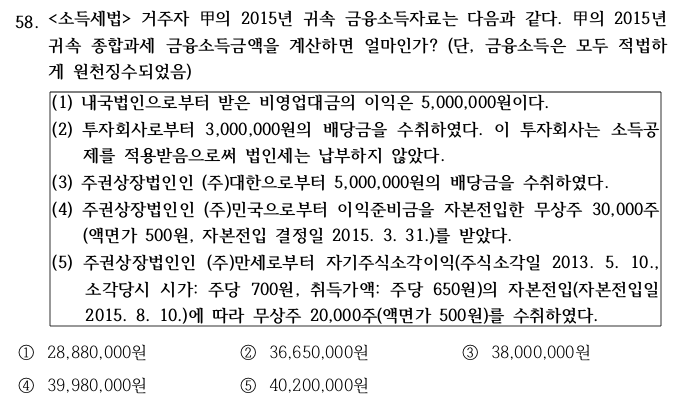 58. <소득세법> 거주자 甲의 2015년 귀속 금융소득자료는 다음과 같다. 甲의 2015년
귀속 종합과세 금융소득금액을 계산하면 얼마인가? (단, 금융소득은 모두 적법하
게 원천징수되었음)
(1) 내국법인으로부터 받은 비영업대금의 이익은 5,000,000원이다.
(2) 투자회사로부터 3,000,000원의 배당금을 수취하였다. 이 투자회사는 소득공
제를 적용받음으로써 법인세는 납부하지 않았다.
(3) 주권상장법인인 (주)대한으로부터 5,000,000원의 배당금을 수취하였다.
(4) 주권상장법인인 (주)민국으로부터 이익준비금을 자본전입한 무상주 30,000주
(액면가 500원, 자본전입 결정일 2015. 3. 31.)를 받았다.
(5) 주권상장법인인 (주)만세로부터 자기주식소각이익(주식소각일 2013. 5. 10.,
소각당시 시가: 주당 700원, 취득가액: 주당 650원)의 자본전입(자본전입일
2015. 8. 10.)에 따라 무상주 20,000주(액면가 500원)를 수취하였다.
① 28,880,000원 ② 36,650,000원 ③ 38,000,000원
④ 39,980,000원 ⑤ 40,200,000원